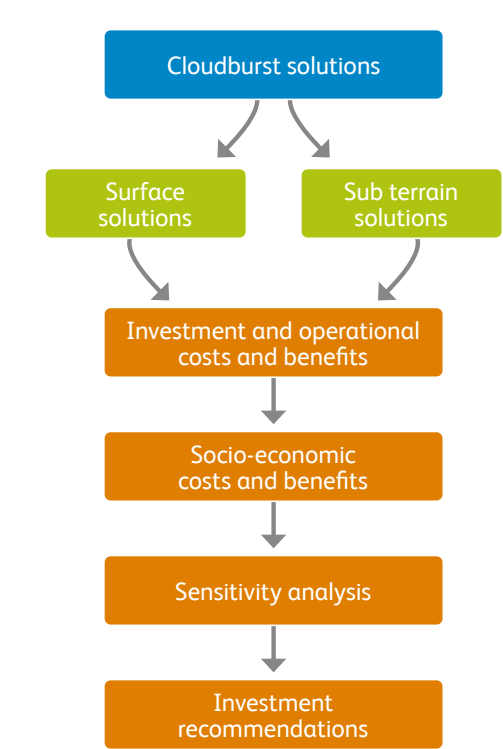 Cloudburst solutions
Surface
solutions
Sub terrain
solutions
Investment and operational
costs and benefits
Socio-economic
costs and benefits
Sensitivity analysis
Investment
recommendations